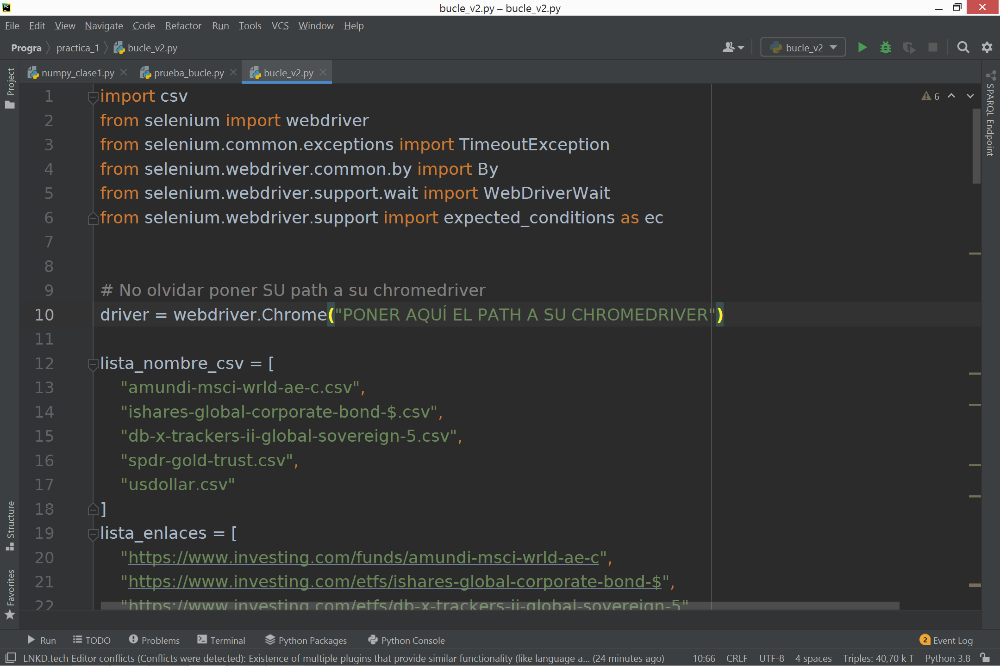 PC
bucle_v2.py – bucle_v2.py
File Edit View Navigate Code Refactor Run Tools VCS Window Help
Progra practica_1 bucle_v2.py
bucle_v2
numpy_clase1.py prueba_bucle.py bucle_v2.py
Project
SPARQL Endpoint
6
1 import csv
2 from selenium import webdriver
3 from selenium.common.exceptions import TimeoutException
4 from selenium.webdriver.common.by import By
5 from selenium.webdriver.support.wait import WebDriverWait
6 from selenium.webdriver.support import expected_conditions as ec
7
8
9 # No olvidar poner SU path a su chromedriver
10 driver = webdriver.Chrome("PONER AQUÍ EL PATH A SU CHROMEDRIVER")
11
12 lista_nombre_csv = [
13 "amundi-msci-wrld-ae-c.csv",
14 "ishares-global-corporate-bond-$.csv",
15 "db-x-trackers-ii-global-sovereign-5.csv",
16 "spdr-gold-trust.csv",
17 "usdollar.csv"
18 ]
19 lista_enlaces = [
20 "https://www.investing.com/funds/amundi-msci-wrld-ae-c",
21 "https://www.investing.com/etfs/ishares-global-corporate-bond-$",
22 "https://www.investing.com/etfs/db-x-trackers-ii-global-sovereign-5"
Structure
Favorites
Run TODO Problems Terminal Python Packages Python Console 2 Event Log
LNKD.tech Editor conflicts (Conflicts were detected): Existence of multiple plugins that provide similar functionality (like language a... (24 minutes ago) 10:66 CRLF UTF-8 4 spaces Triples: 40,70 k T Python 3.8